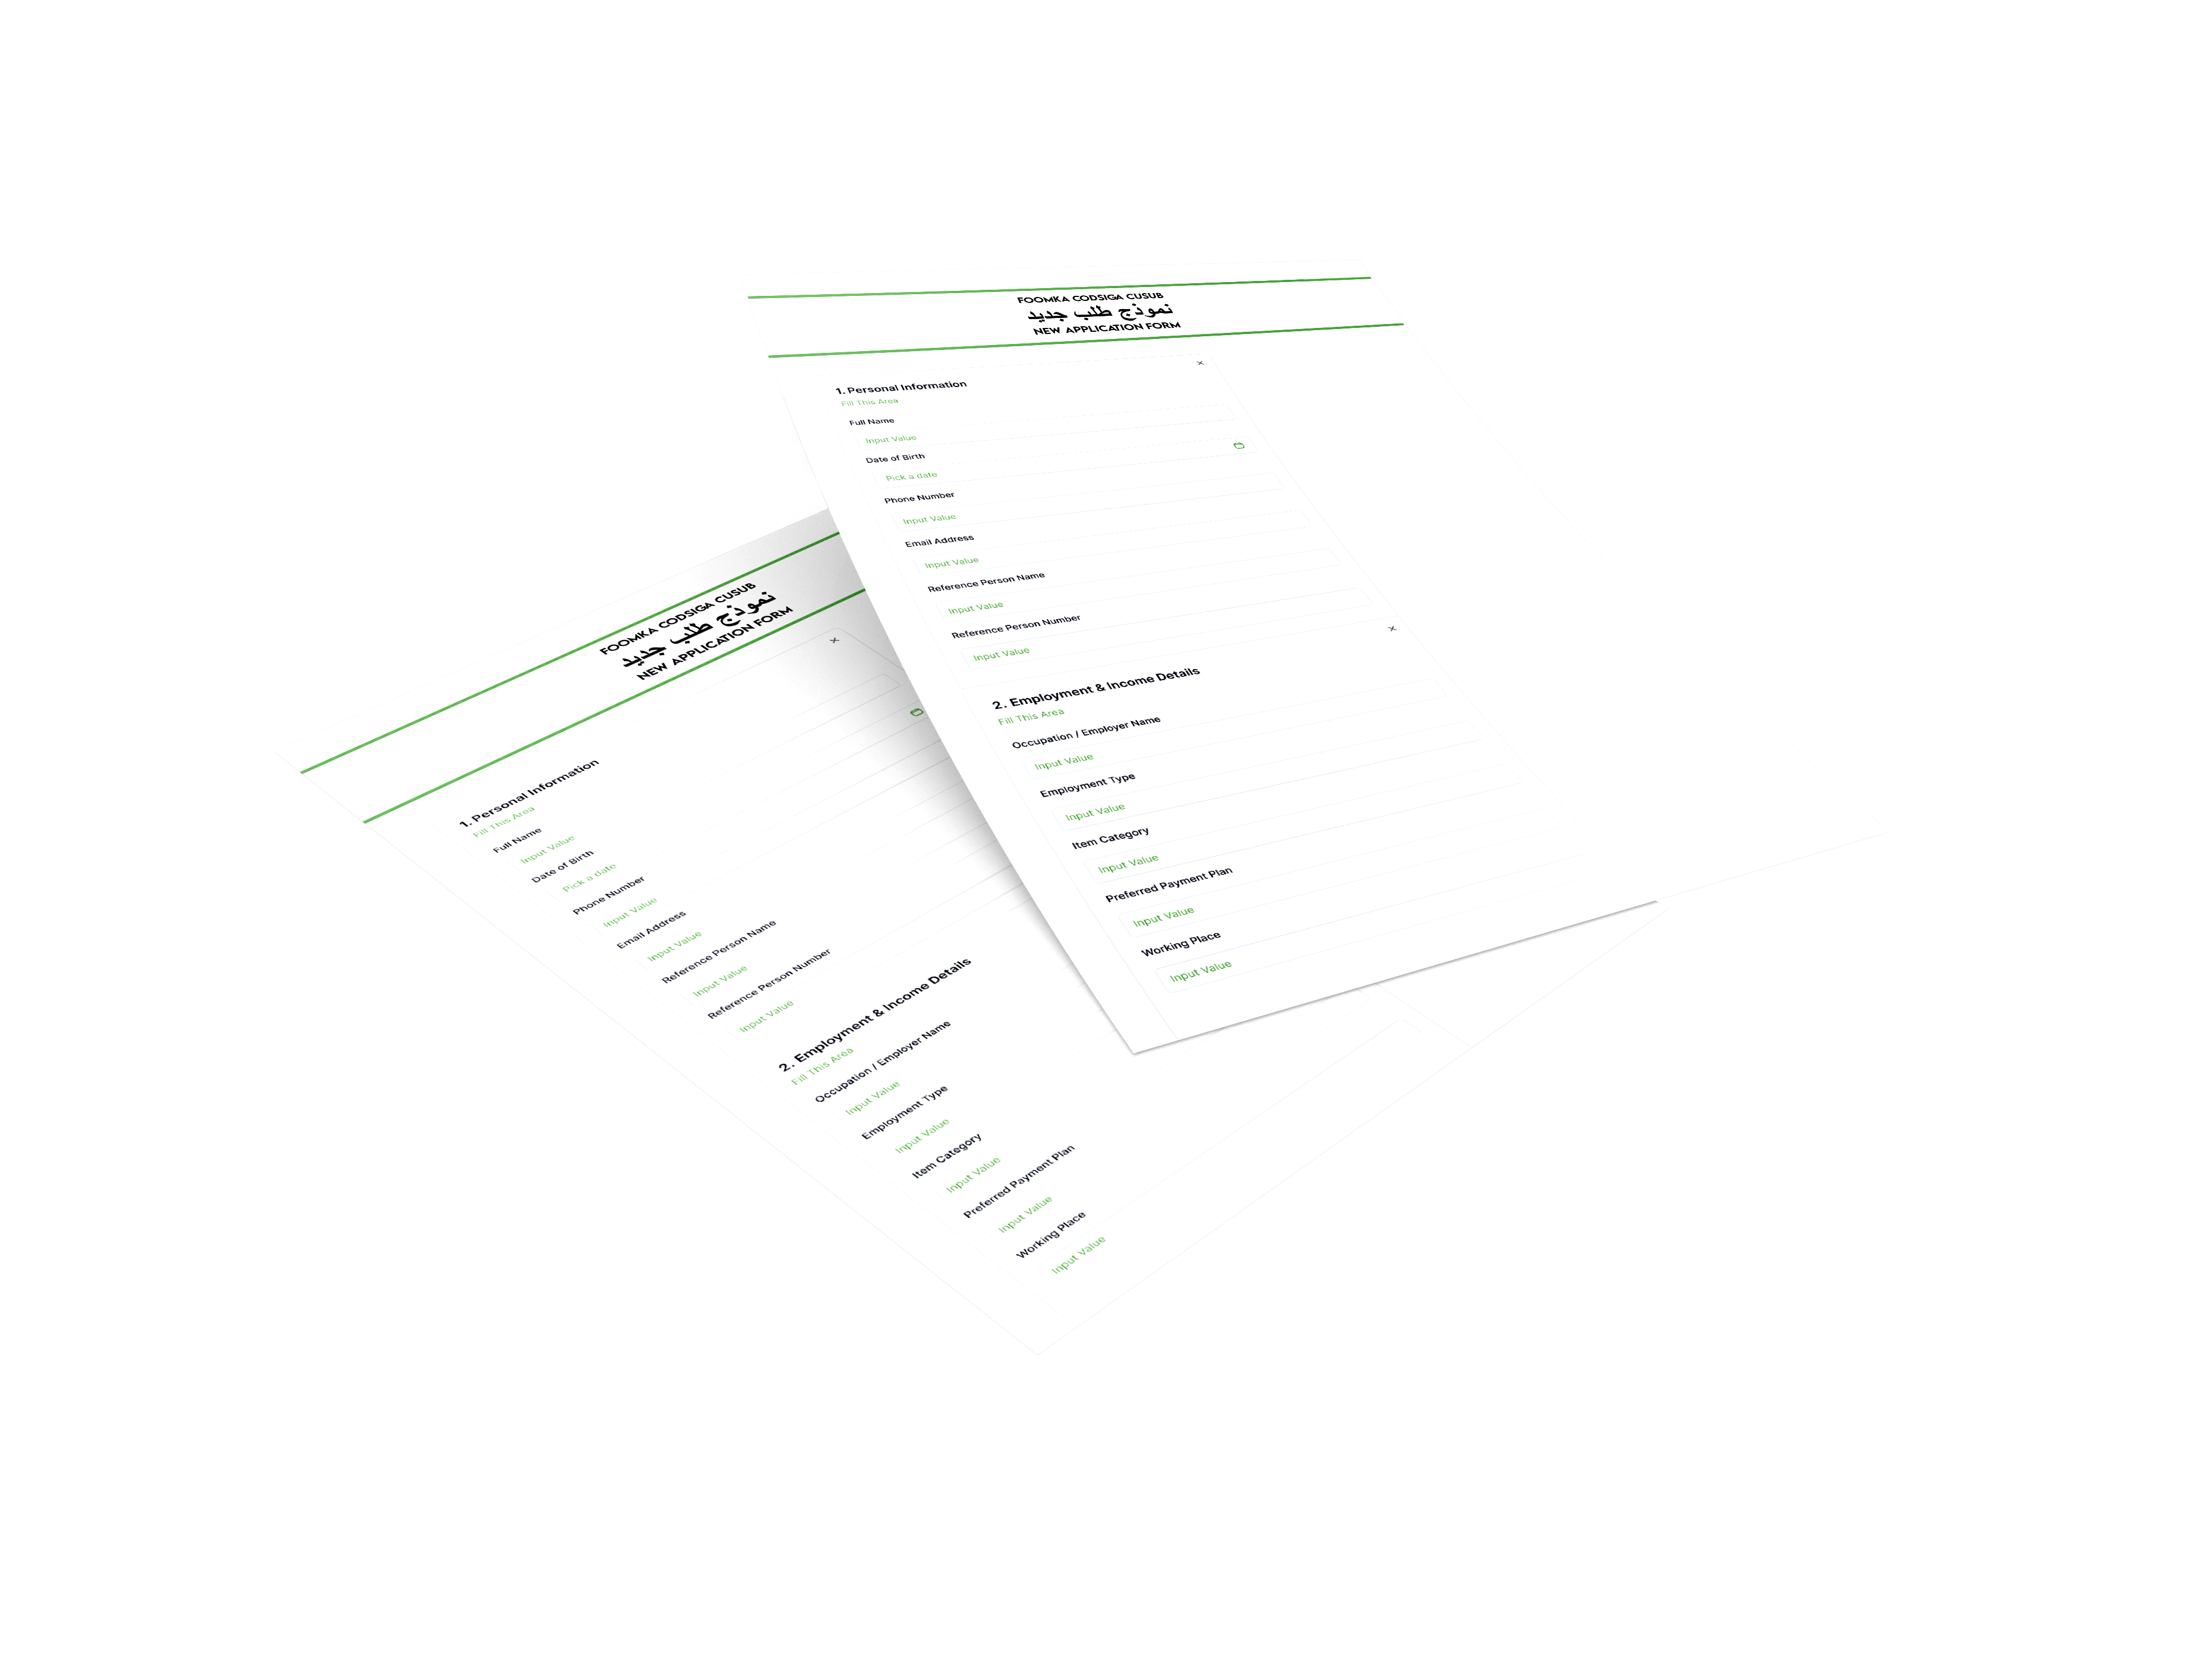 FOOMKA CODSIGA CUSUB
نموذج طلب جديد
NEW APPLICATION FORM
1. Personal Information
Fill This Area
Full Name
Input Value
Date of Birth
Pick a date
Phone Number
Input Value
Email Address
Input Value
Reference Person Name
Input Value
Reference Person Number
Input Value
2. Employment & Income Details
Fill This Area
Occupation / Employer Name
Input Value
Employment Type
Input Value
Item Category
Input Value
Preferred Payment Plan
Input Value
Working Place
Input Value
FOOMKA CODSIGA CUSUB
نموذج طلب جديد
NEW APPLICATION FORM
1. Personal Information
Fill This Area
Full Name
Input Value
Date of Birth
Pick a date
Phone Number
Input Value
Email Address
Input Value
Reference Person Name
Input Value
Reference Person Number
Input Value
2. Employment & Income Details
Fill This Area
Occupation / Employer Name
Input Value
Employment Type
Input Value
Item Category
Input Value
Preferred Payment Plan
Input Value
Working Place
Input Value